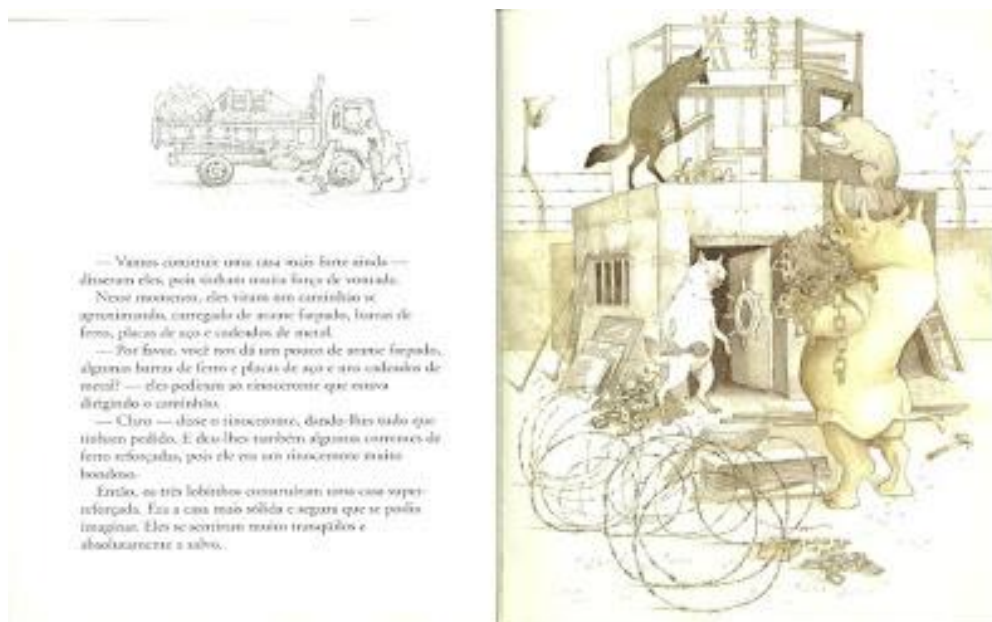 — Vamos construir uma casa mais forte ainda —
disseram eles, pois tinham muita força de vontade.
Nesse momento, eles viram um caminhão se
aproximando, carregado de arame farpado, barras de
ferro, placas de aço e cadeados de metal.
— Por favor, você nos dá um pouco de arame farpado,
algumas barras de ferro e placas de aço e uns cadeados de
metal? — eles pediram ao rinoceronte que estava
dirigindo o caminhão.
— Claro — disse o rinoceronte, dando-lhes tudo que
tinham pedido. E deu-lhes também algumas correntes de
ferro reforçadas, pois ele era um rinoceronte muito
bondoso.
Então, os três lobinhos construíram uma casa super-
reforçada. Era a casa mais sólida e segura que se podia
imaginar. Eles se sentiram muito tranqüilos e
absolutamente a salvo.